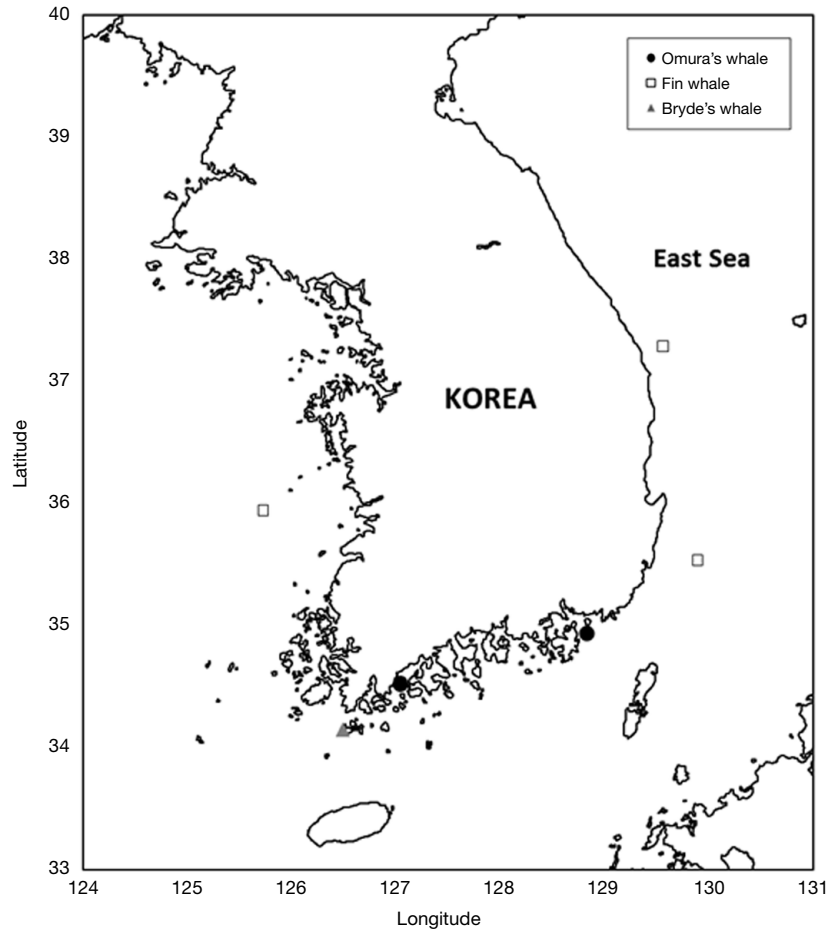 40
Omura's whale
Fin whale
Bryde's whale
39
38
East Sea
37
KOREA
Latitude
36
35
34
33
124 125 126 127 128 129 130 131
Longitude